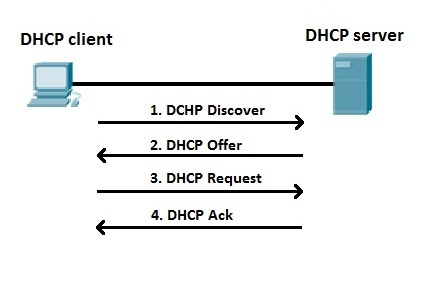 DHCP client
DHCP server
1. DCHP Discover
2. DHCP Offer
3. DHCP Request
4. DHCP Ack